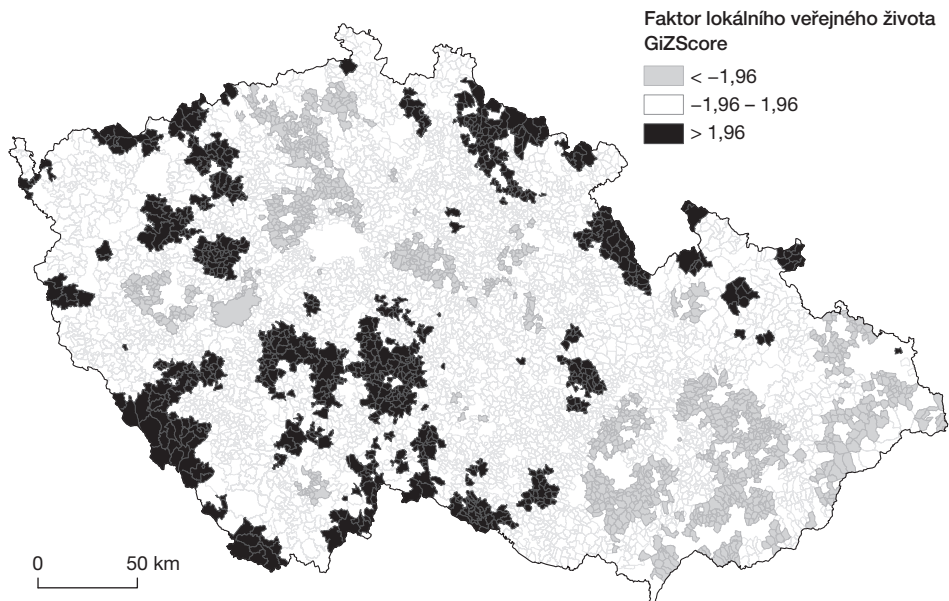 Faktor lokálního veřejného života
GiZScore
< −1,96
−1,96 – 1,96
> 1,96
0 50 km